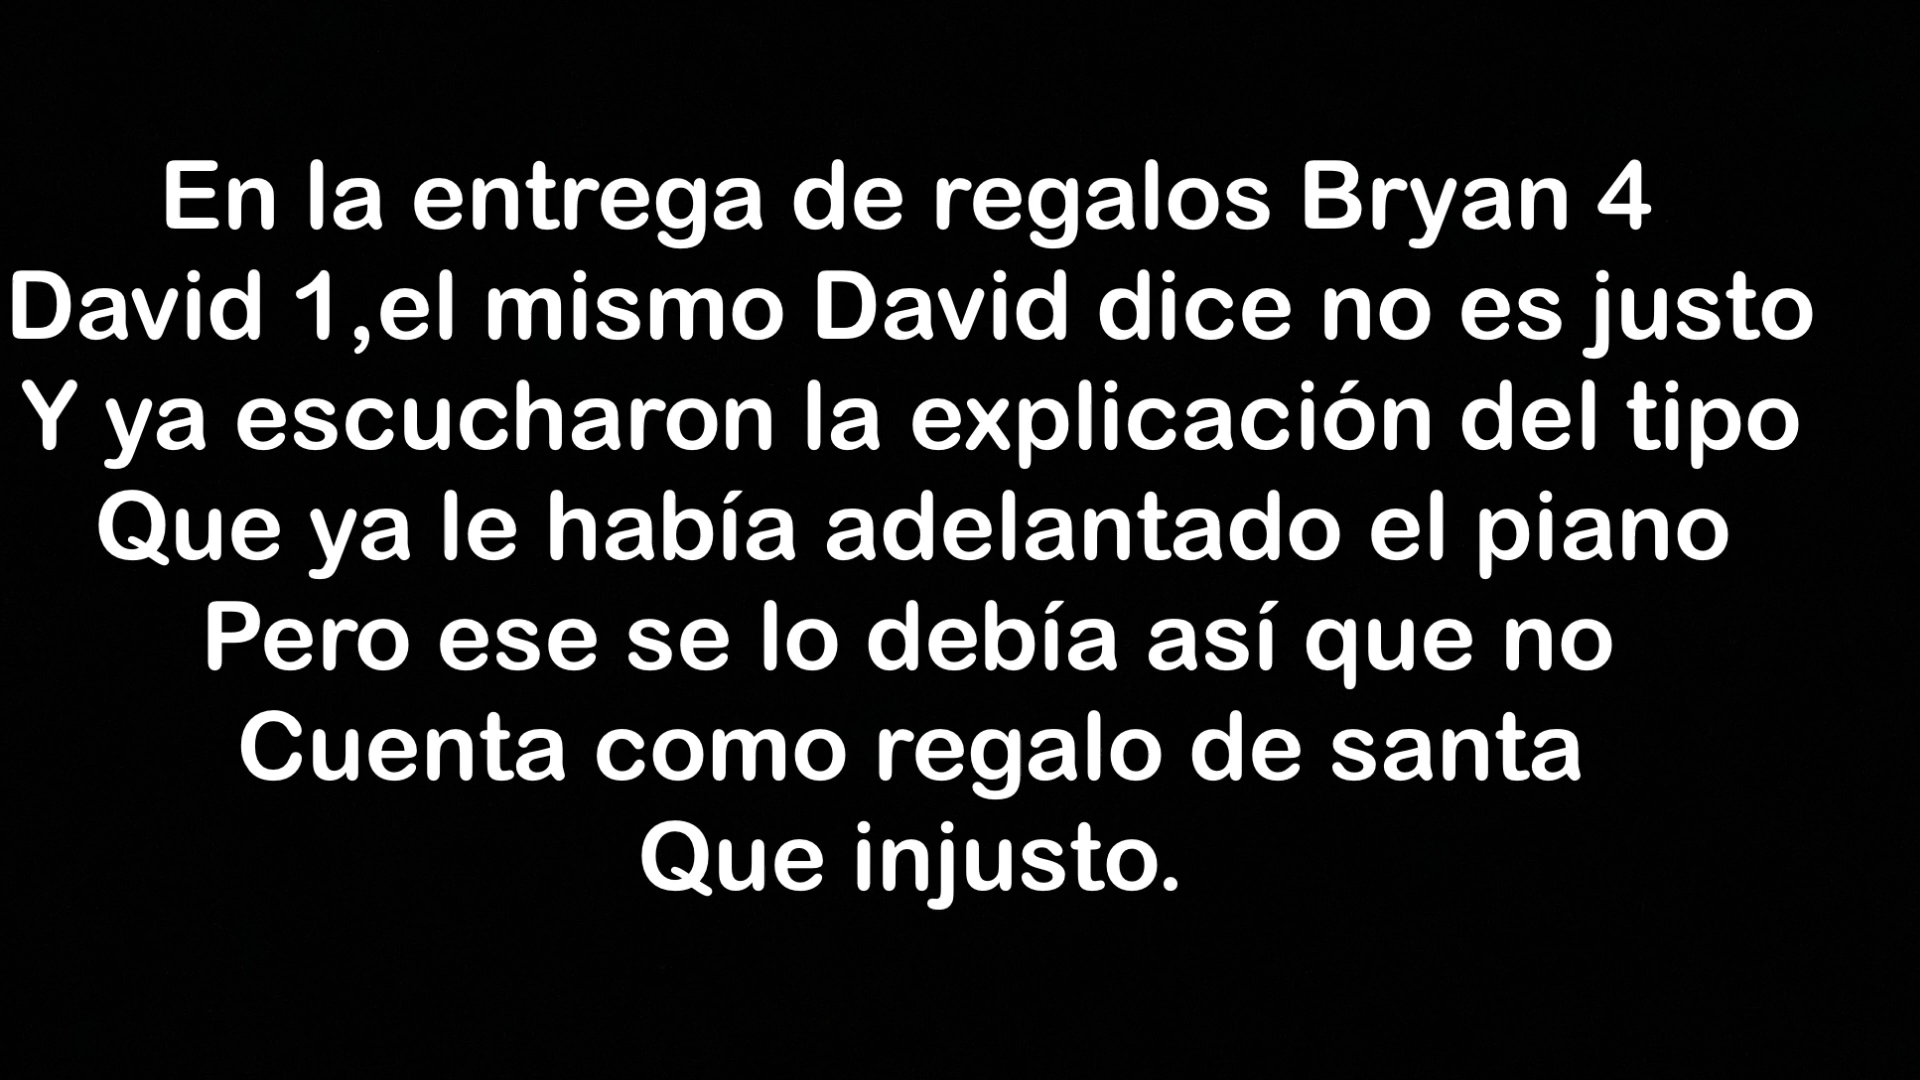 En la entrega de regalos Bryan 4
David 1,el mismo David dice no es justo
Y ya escucharon la explicación del tipo
Que ya le había adelantado el piano
Pero ese se lo debía así que no
Cuenta como regalo de santa
Que injusto.